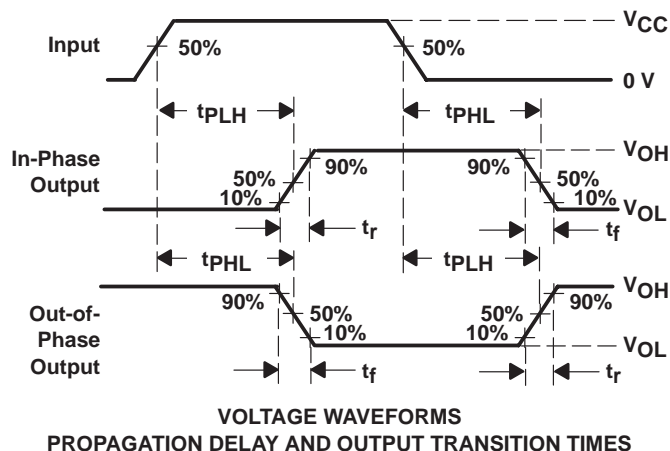 VCC
Input
50%
50%
0 V
tPLH
tPHL
In-Phase
Output
VOH
90%
90%
50%
50%
10%
10%
VOL
tr
tf
tPHL
tPLH
Out-of-
Phase
Output
VOH
90%
90%
50%
50%
10%
10%
VOL
tf
tr
VOLTAGE WAVEFORMS
PROPAGATION DELAY AND OUTPUT TRANSITION TIMES